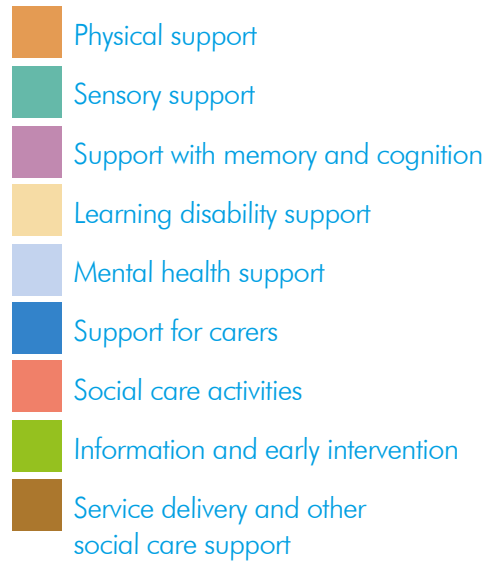 Physical support
Sensory support
Support with memory and cognition
Learning disability support
Mental health support
Support for carers
Social care activities
Information and early intervention
Service delivery and other
social care support